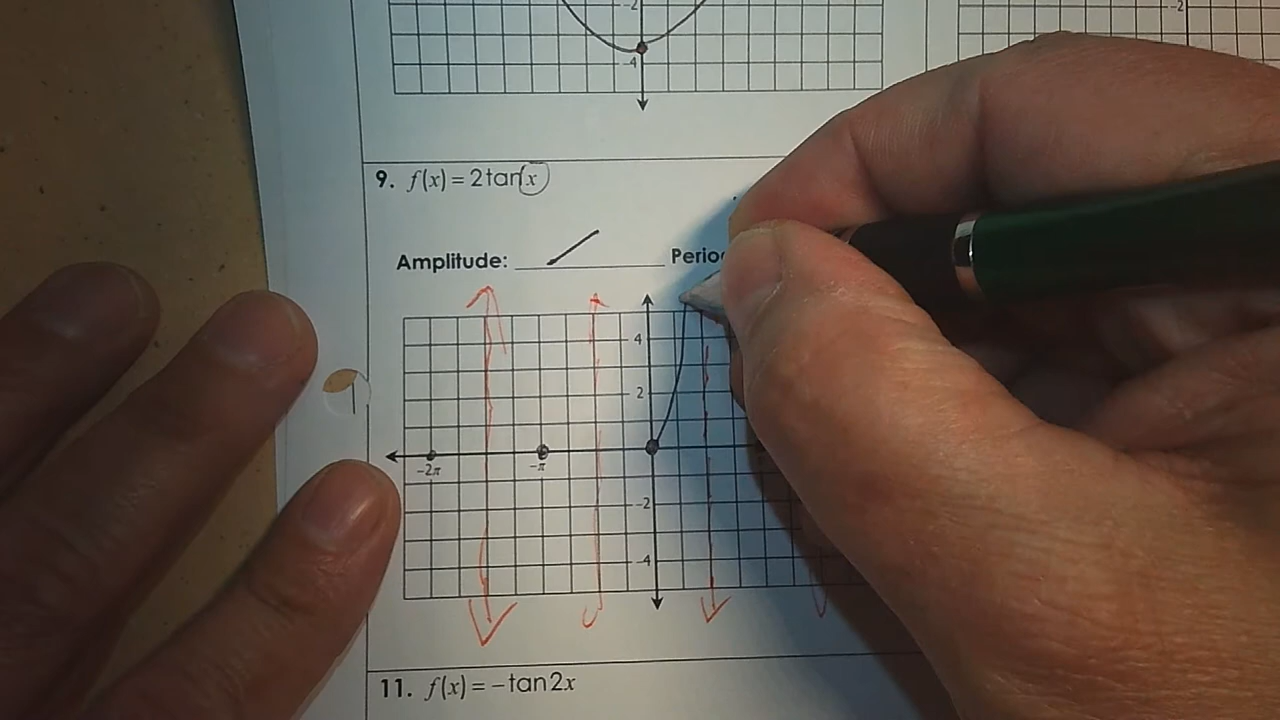 -2
-2
-4
9. f(x) = 2tan(x)
Amplitude: Perio
4
2
-2π -π
-2
-4
11. f(x) = -tan2x